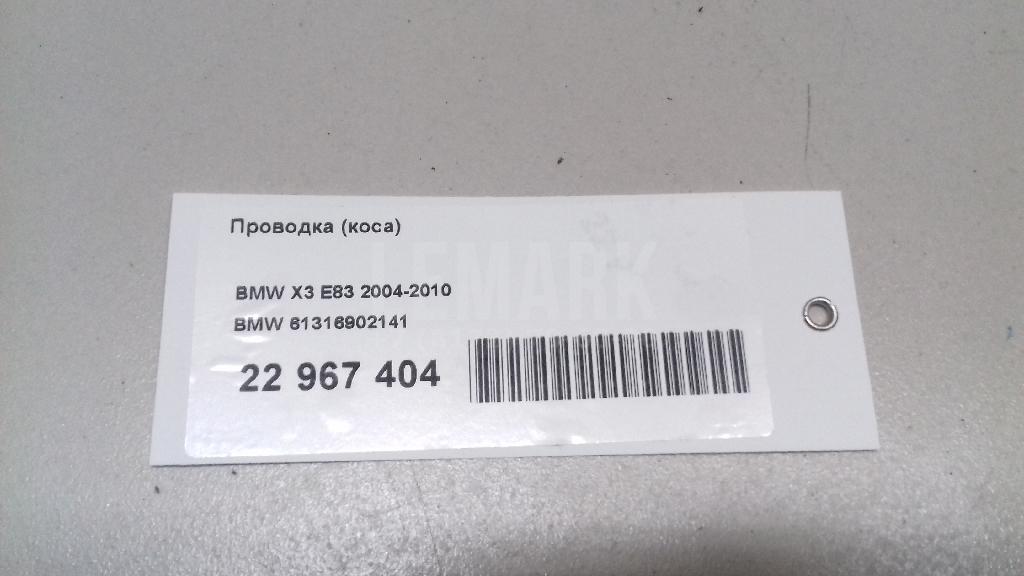 Проводка (коса)
LEMARK
BMW X3 E83 2004-2010
BMW 61316902141
22 967 404